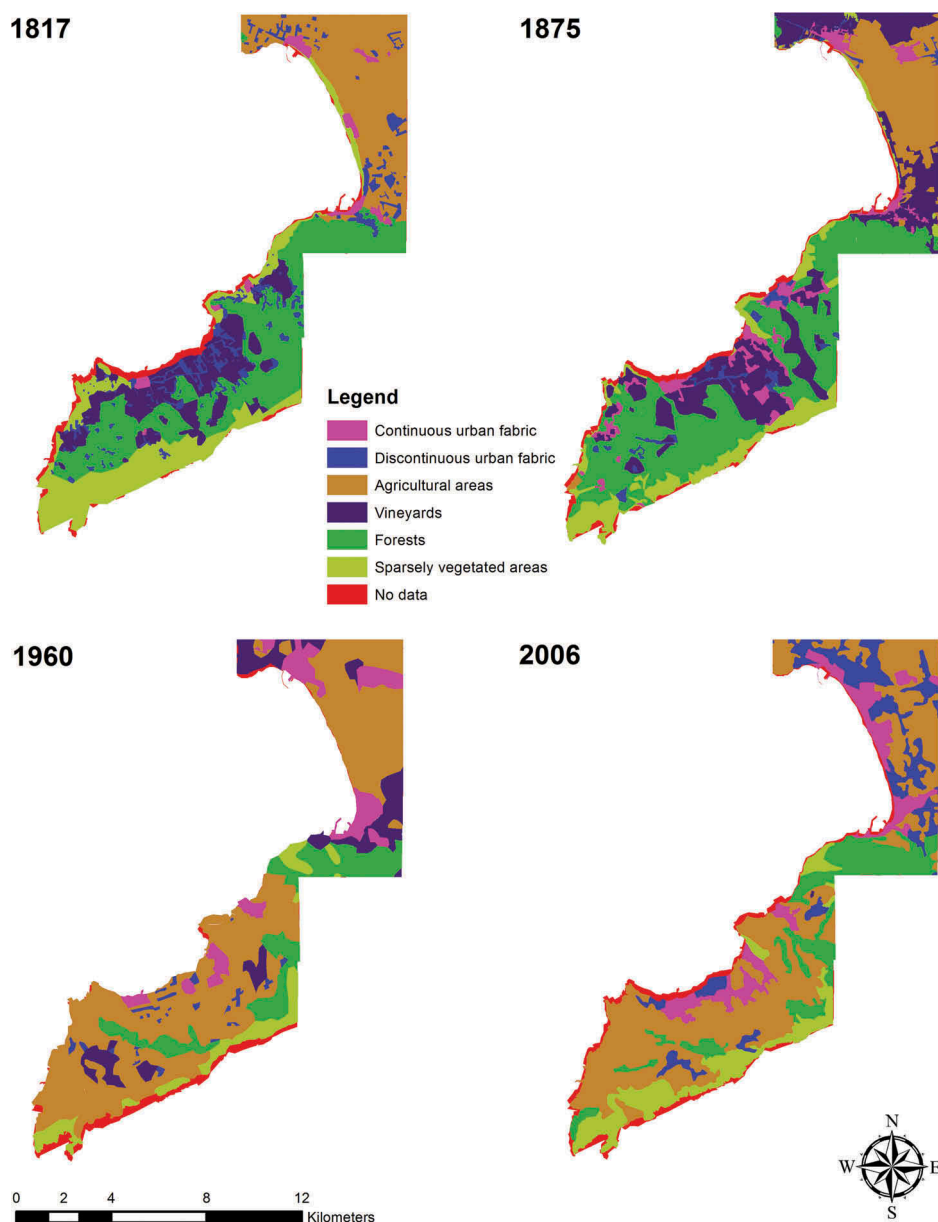 1817
1875
Legend
Continuous urban fabric
Discontinuous urban fabric
Agricultural areas
Vineyards
Forests
Sparsely vegetated areas
No data
1960
2006
N
W E
S
0 2 4 8 12
Kilometers